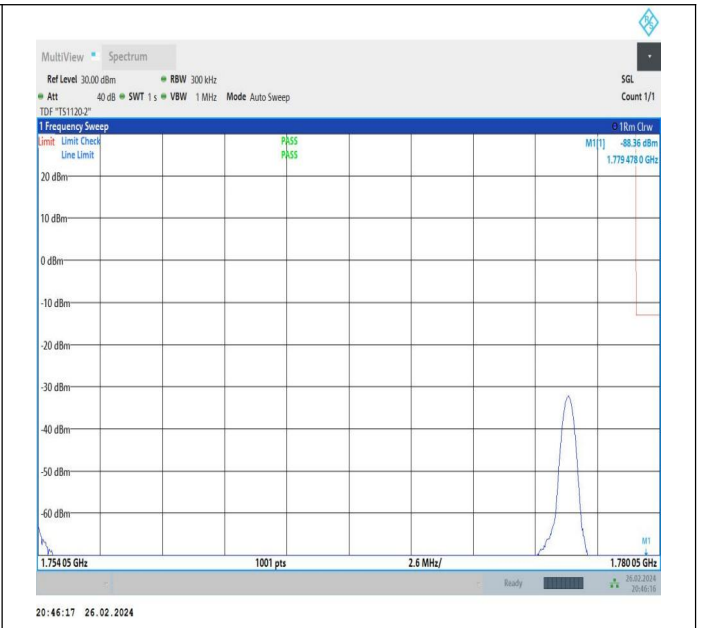 R S
MultiView Spectrum
Ref Level 30.00 dBm RBW 300 kHz SGL
Att 40 dB SWT 1 s VBW 1 MHz Mode Auto Sweep Count 1/1
TDF "TS1120-2"
1 Frequency Sweep 1Rm Clrw
Limit Limit Check PASS M1[1] -88.36 dBm
Line Limit PASS 1.779 478 0 GHz
20 dBm
10 dBm
0 dBm
-10 dBm
-20 dBm
-30 dBm
-40 dBm
-50 dBm
-60 dBm
M1
1.754 05 GHz 1001 pts 2.6 MHz/ 1.780 05 GHz
Ready 26.02.2024
20:46:16
20:46:17 26.02.2024